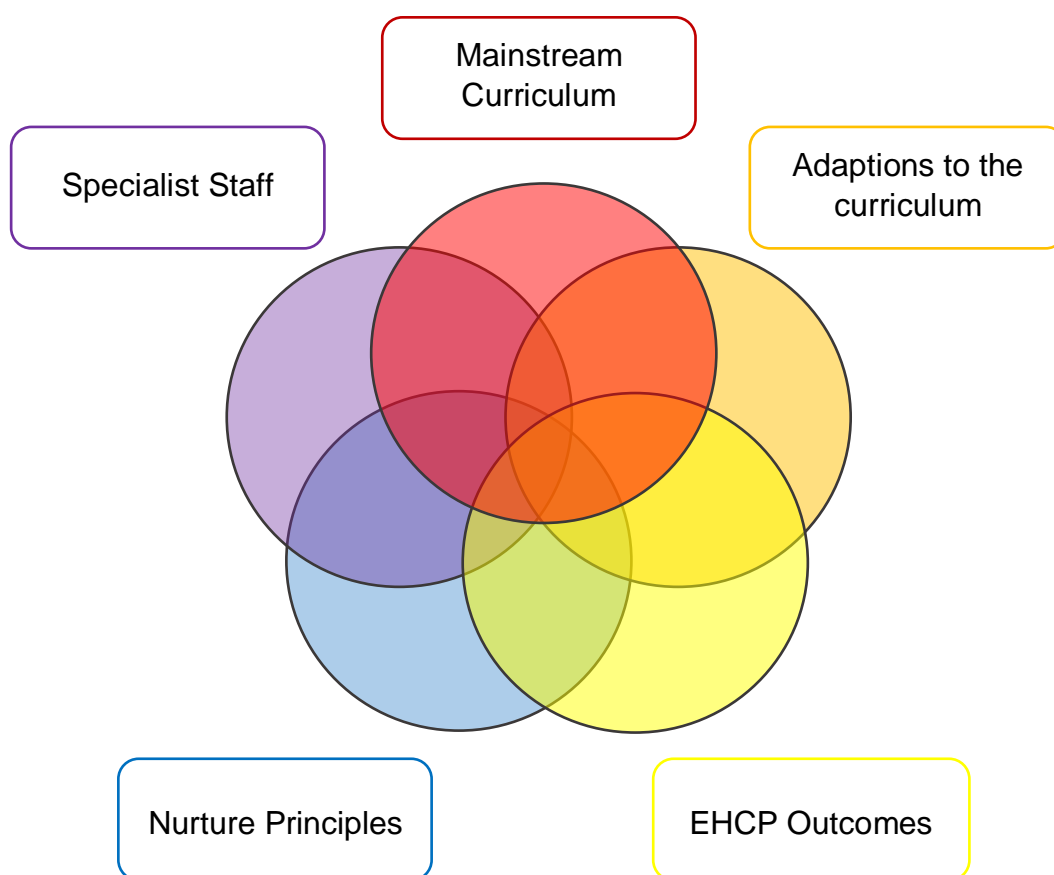 Mainstream
Curriculum
Specialist Staff
Adaptions to the
curriculum
Nurture Principles
EHCP Outcomes